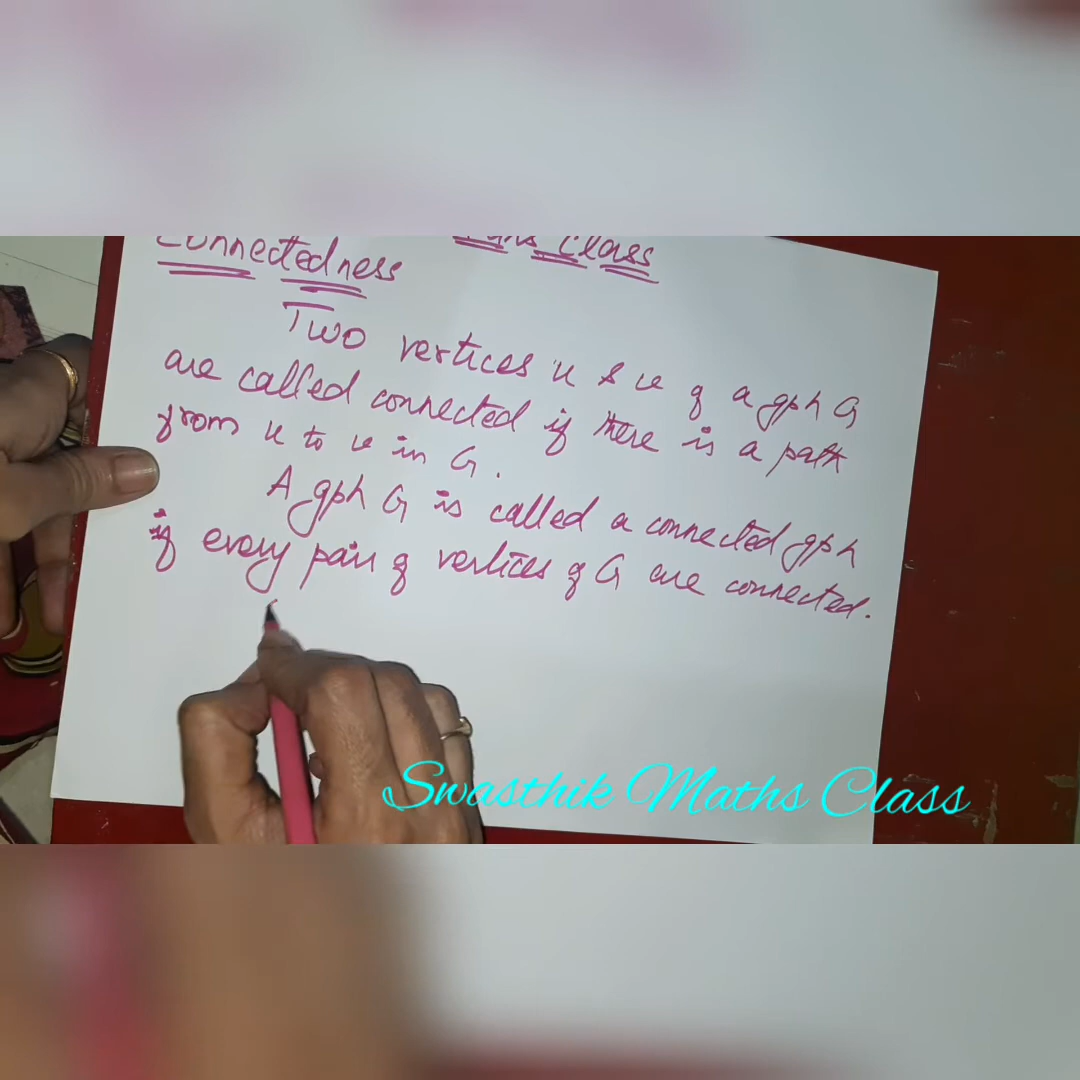 Connectedness
Class
Two vertices u & v of a gph G
are called connected if there is a path
from u to v in G.
A gph G is called a connected gph
if every pair of vertices of G are connected.
Swasthik Maths Class